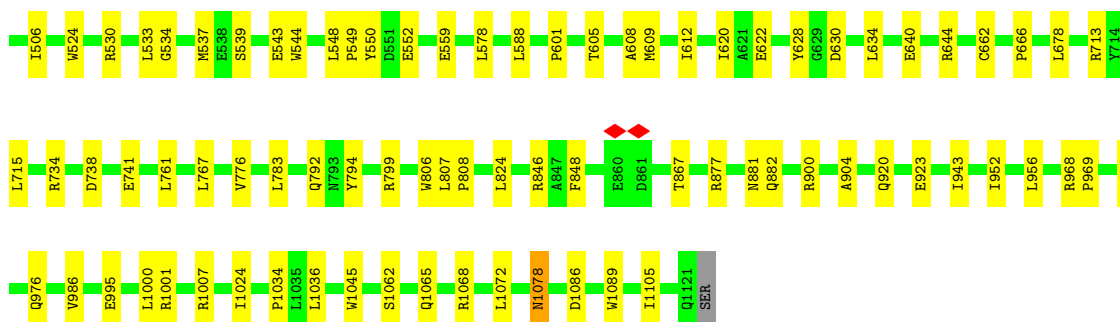 I506 W524 R530 L533 G534 M537 E538 S539 E543 W544 L548 P549 Y550 D551 E552 E559 L578 L588 P601 T605 A608 M609 I612 I620 A621 E622 Y628 G629 D630 L634 E640 R644 C662 P666 L678 R713 Y714
L715 R734 D738 E741 L761 L767 V776 L783 Q792 N793 Y794 R799 W806 L807 P808 L824 R846 A847 F848 E860 D861 T867 R877 N881 Q882 R900 A904 Q920 E923 I943 I952 L956 R968 P969
Q976 V986 E995 L1000 R1001 R1007 I1024 P1034 L1035 L1036 W1045 S1062 Q1065 R1068 L1072 N1078 D1086 W1089 I1105 Q1121 SER